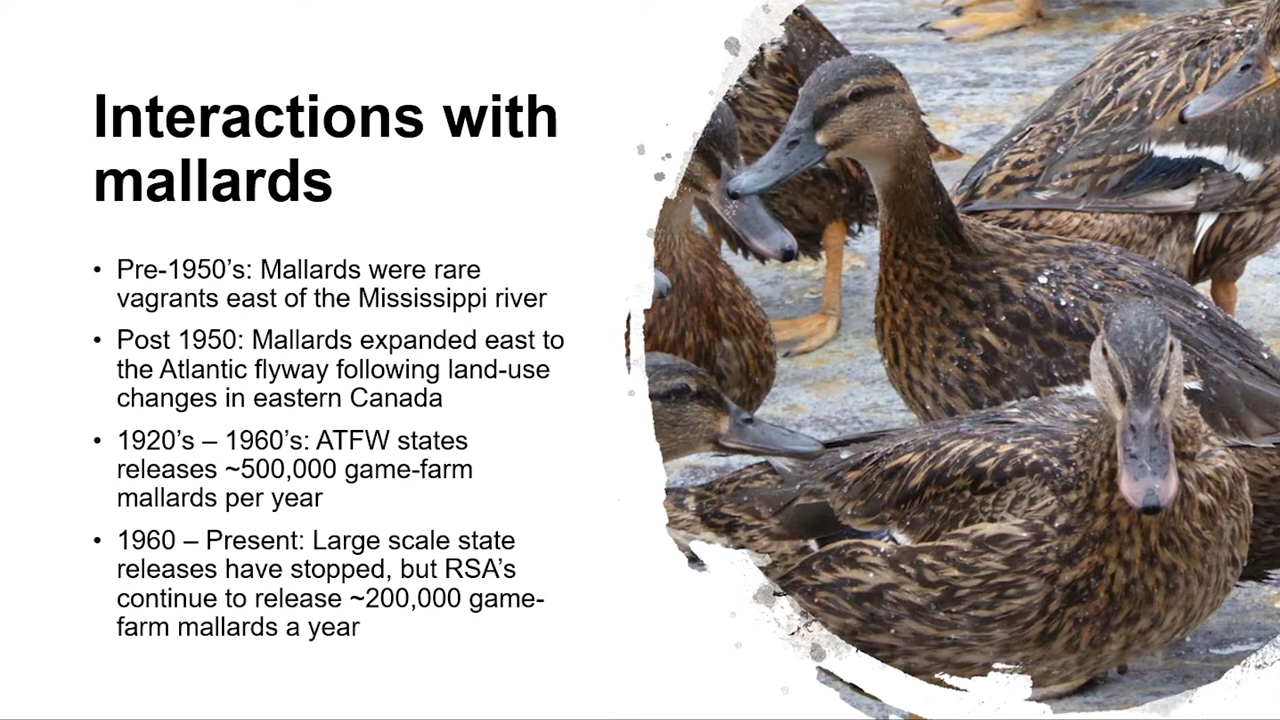 Interactions with
mallards
• Pre-1950’s: Mallards were rare
vagrants east of the Mississippi river
• Post 1950: Mallards expanded east to
the Atlantic flyway following land-use
changes in eastern Canada
• 1920’s – 1960’s: ATFW states
releases ~500,000 game-farm
mallards per year
• 1960 – Present: Large scale state
releases have stopped, but RSA’s
continue to release ~200,000 game-
farm mallards a year